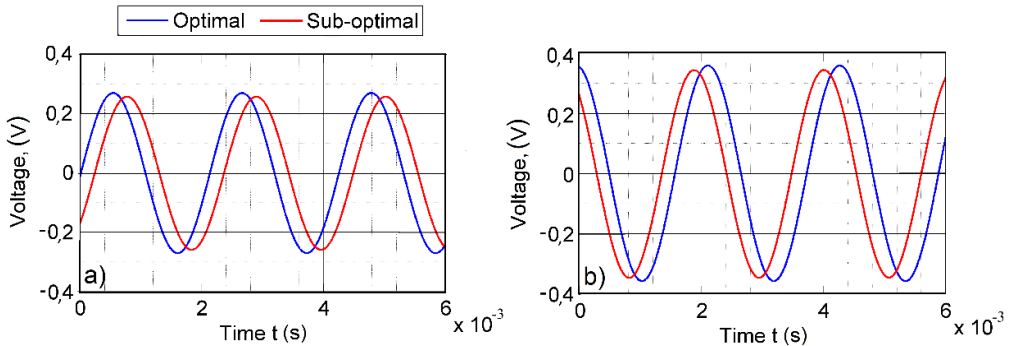 Optimal Sub-optimal
0,4
0,2
0
-0,2
-0,4
Voltage, (V)
a)
0 2 4 6
Time t (s)
x 10-3
0,4
0,2
0
-0,2
-0,4
Voltage, (V)
b)
0 2 4 6
Time t (s)
x 10-3